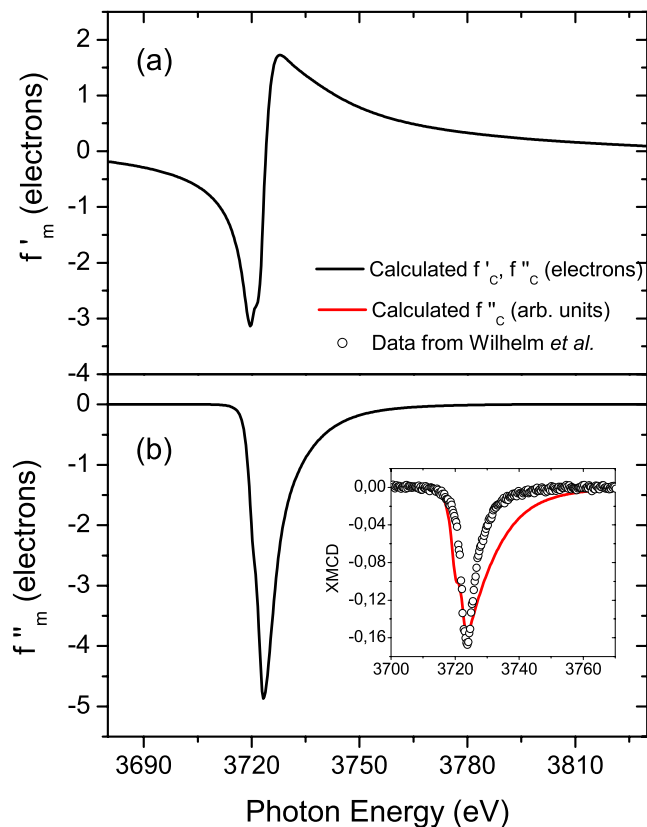 2
1
0
-1
-2
-3
-4
f'm (electrons)
(a)
Calculated f'C, f"C (electrons)
Calculated f"C (arb. units)
Data from Wilhelm et al.
0
-1
-2
-3
-4
-5
f"m (electrons)
(b)
0,00
-0,04
-0,08
-0,12
-0,16
XMCD
3700 3720 3740 3760
3690 3720 3750 3780 3810
Photon Energy (eV)